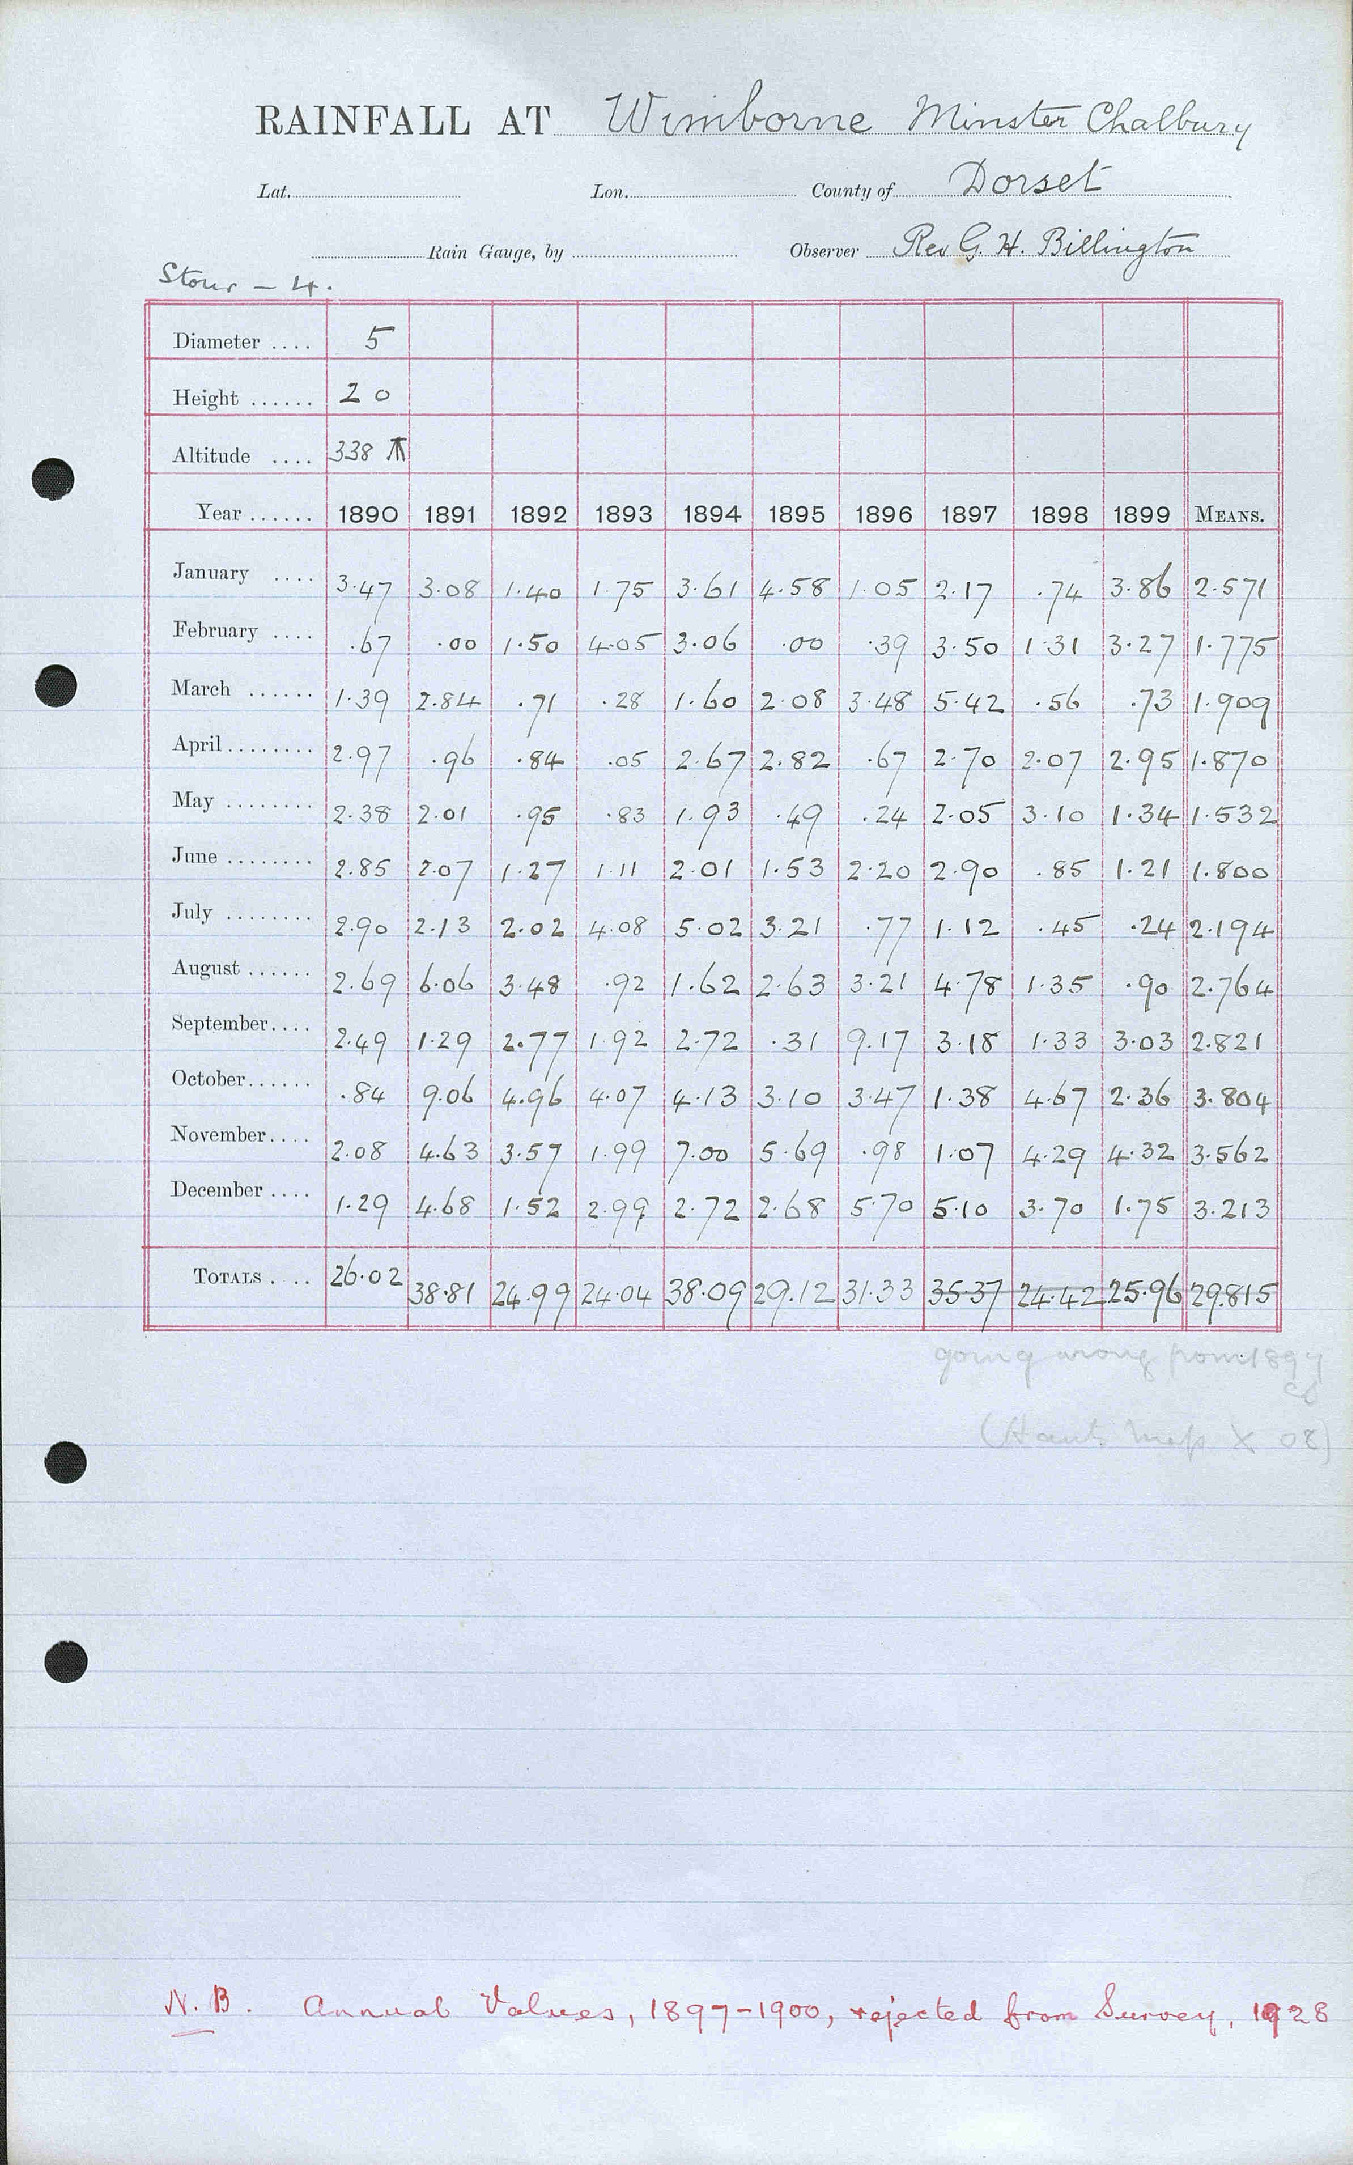 RAINFALL AT Wimborne Minster Chalbury
Lat. Lon. County of Dorset
Rain Gauge, by Observer Rev G. H. Billington
Stour - 4.
Diameter .... 5
Height ...... 20
Altitude .... 338
Year ...... 1890 1891 1892 1893 1894 1895 1896 1897 1898 1899 MEANS.
January .... 3.47 3.08 1.40 1.75 3.61 4.58 1.05 2.17 .74 3.86 2.571
February .... .67 .00 1.50 4.05 3.06 .00 .39 3.50 1.31 3.27 1.775
March ...... 1.39 2.84 .71 .28 1.60 2.08 3.48 5.42 .56 .73 1.909
April ........ 2.97 .96 .84 .05 2.67 2.82 .67 2.70 2.07 2.95 1.870
May ........ 2.38 2.01 .95 .83 1.93 .49 .24 2.05 3.10 1.34 1.532
June ........ 2.85 2.07 1.27 1.11 2.01 1.53 2.20 2.90 .85 1.21 1.800
July ........ 2.90 2.13 2.02 4.08 5.02 3.21 .77 1.12 .45 .24 2.194
August ...... 2.69 6.06 3.48 .92 1.62 2.63 3.21 4.78 1.35 .90 2.764
September.... 2.49 1.29 2.77 1.92 2.72 .31 9.17 3.18 1.33 3.03 2.821
October...... .84 9.06 4.96 4.07 4.13 3.10 3.47 1.38 4.67 2.36 3.804
November.... 2.08 4.63 3.57 1.99 7.00 5.69 .98 1.07 4.29 4.32 3.562
December .... 1.29 4.68 1.52 2.99 2.72 2.68 5.70 5.10 3.70 1.75 3.213
TOTALS .... 26.02 38.81 24.99 24.04 38.09 29.12 31.33 35.37 24.42 25.96 29.815
going wrong from 1897
(Hants Map X 08)
N.B. Annual Values, 1897-1900, rejected from Survey, 1928